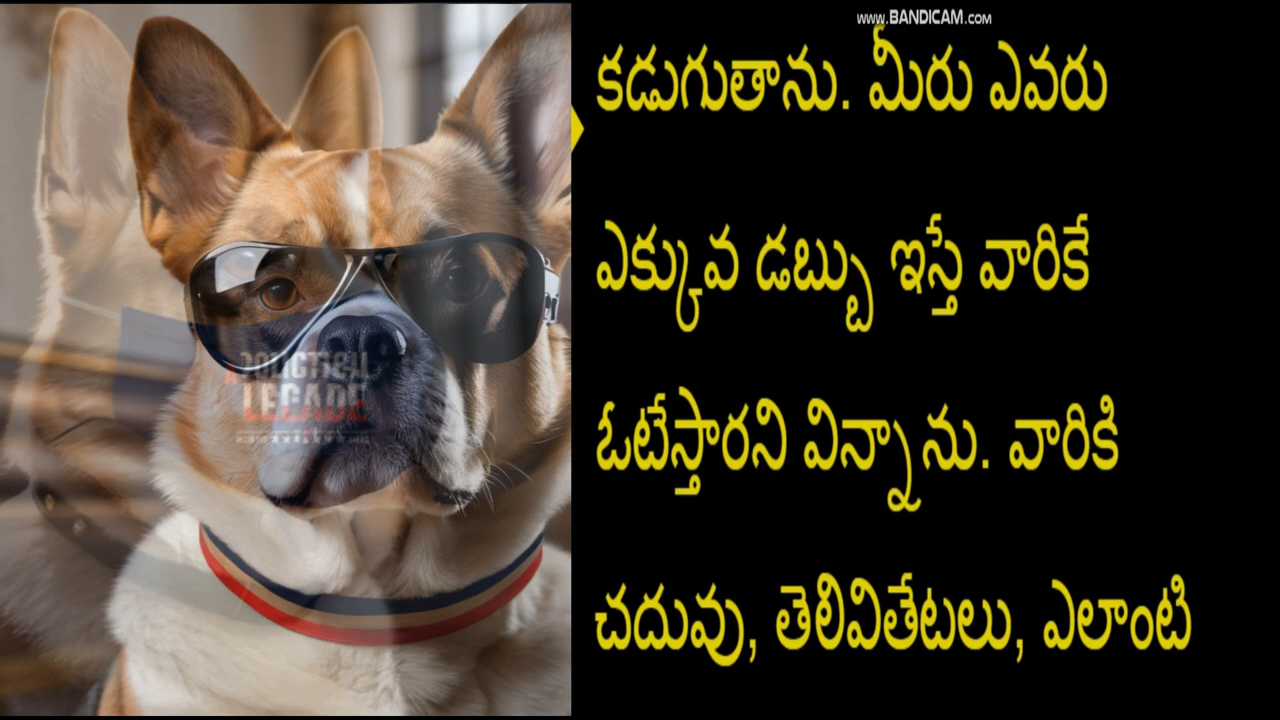 www.BANDICAM.com
కడుగుతాను. మీరు ఎవరు
ఎక్కువ డబ్బు ఇస్తే వారికే
ఓటేస్తారని విన్నాను. వారికి
చదువు, తెలివితేటలు, ఎలాంటి